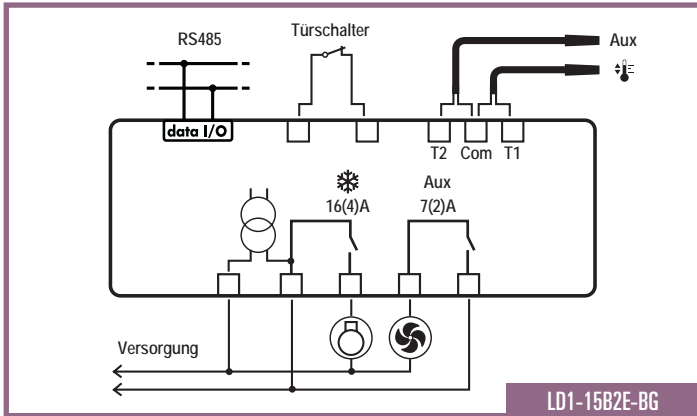 RS485
Türschalter
Aux
data I/O
T2 Com T1
Aux
16(4)A
7(2)A
Versorgung
LD1-15B2E-BG